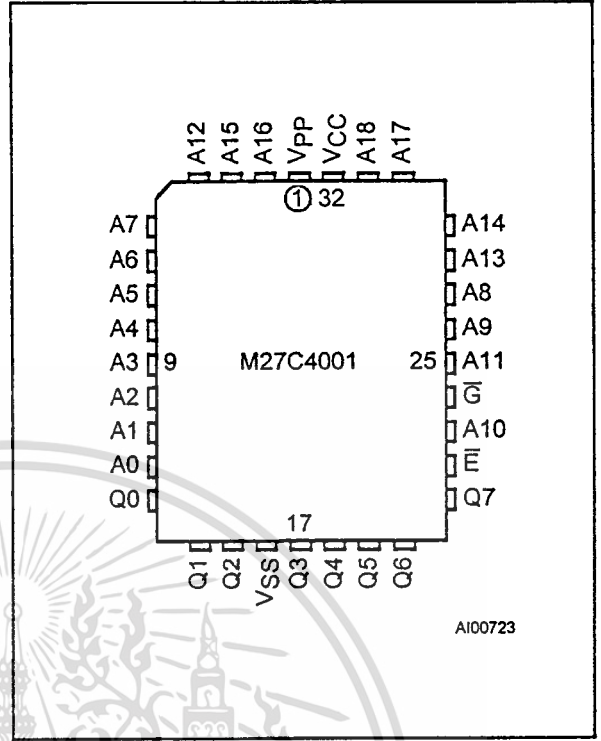 A12 A15 A16 VPP VCC A18 A17
1 32
A7 A14
A6 A13
A5 A8
A4 A9
A3 9 M27C4001 25 A11
A2 G̅
A1 A10
A0 E̅
Q0 Q7
17
Q1 Q2 VSS Q3 Q4 Q5 Q6
AI00723